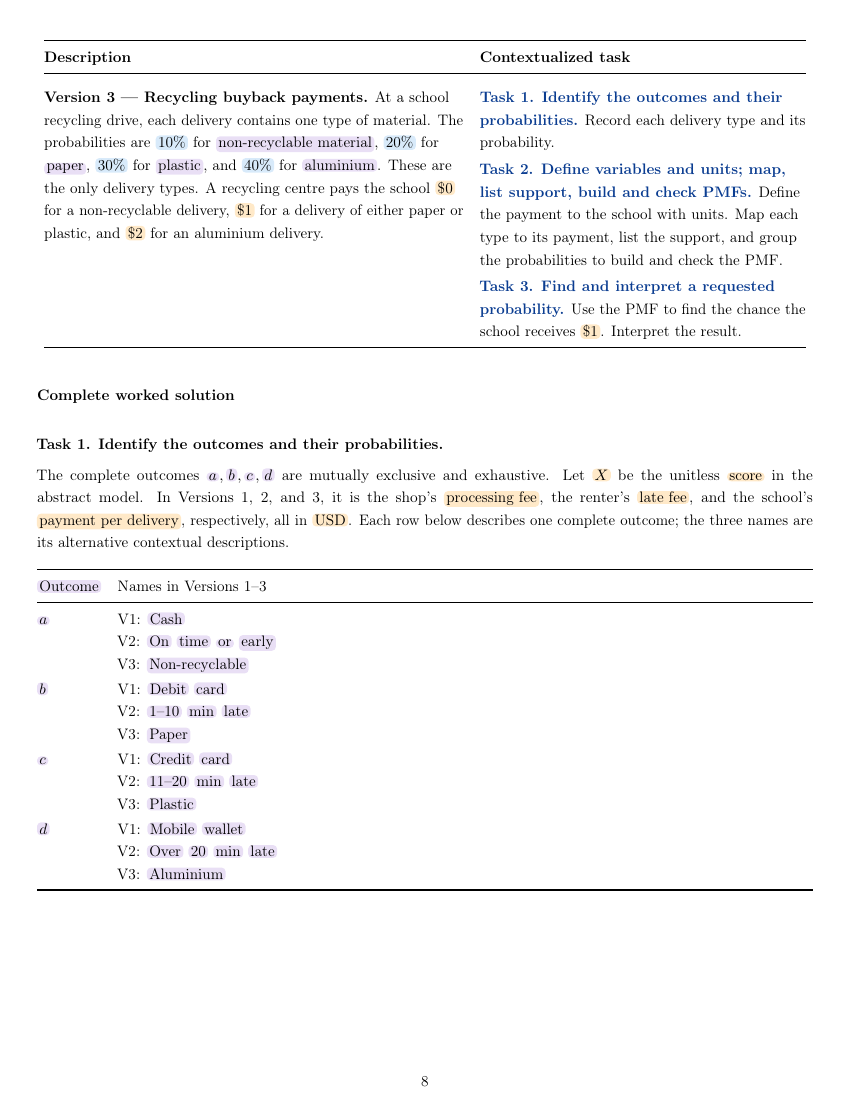 Description
Contextualized task
Version 3 — Recycling buyback payments. At a school
recycling drive, each delivery contains one type of material. The
probabilities are 10% for non-recyclable material, 20% for
paper, 30% for plastic, and 40% for aluminium. These are
the only delivery types. A recycling centre pays the school $0
for a non-recyclable delivery, $1 for a delivery of either paper or
plastic, and $2 for an aluminium delivery.
Task 1. Identify the outcomes and their
probabilities. Record each delivery type and its
probability.
Task 2. Define variables and units; map,
list support, build and check PMFs. Define
the payment to the school with units. Map each
type to its payment, list the support, and group
the probabilities to build and check the PMF.
Task 3. Find and interpret a requested
probability. Use the PMF to find the chance the
school receives $1. Interpret the result.
Complete worked solution
Task 1. Identify the outcomes and their probabilities.
The complete outcomes a, b, c, d are mutually exclusive and exhaustive. Let X be the unitless score in the
abstract model. In Versions 1, 2, and 3, it is the shop's processing fee, the renter's late fee, and the school's
payment per delivery, respectively, all in USD. Each row below describes one complete outcome; the three names are
its alternative contextual descriptions.
Outcome Names in Versions 1–3
a V1: Cash
V2: On time or early
V3: Non-recyclable
b V1: Debit card
V2: 1–10 min late
V3: Paper
c V1: Credit card
V2: 11–20 min late
V3: Plastic
d V1: Mobile wallet
V2: Over 20 min late
V3: Aluminium
8